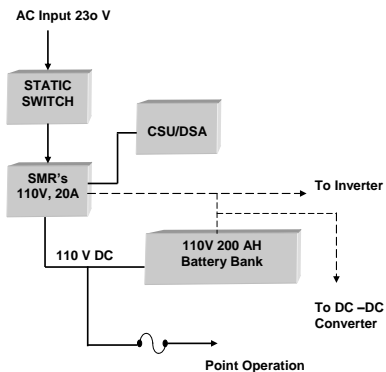 AC Input 23o V
STATIC
SWITCH
CSU/DSA
SMR's
110V, 20A
To Inverter
110 V DC
110V 200 AH
Battery Bank
To DC –DC
Converter
Point Operation